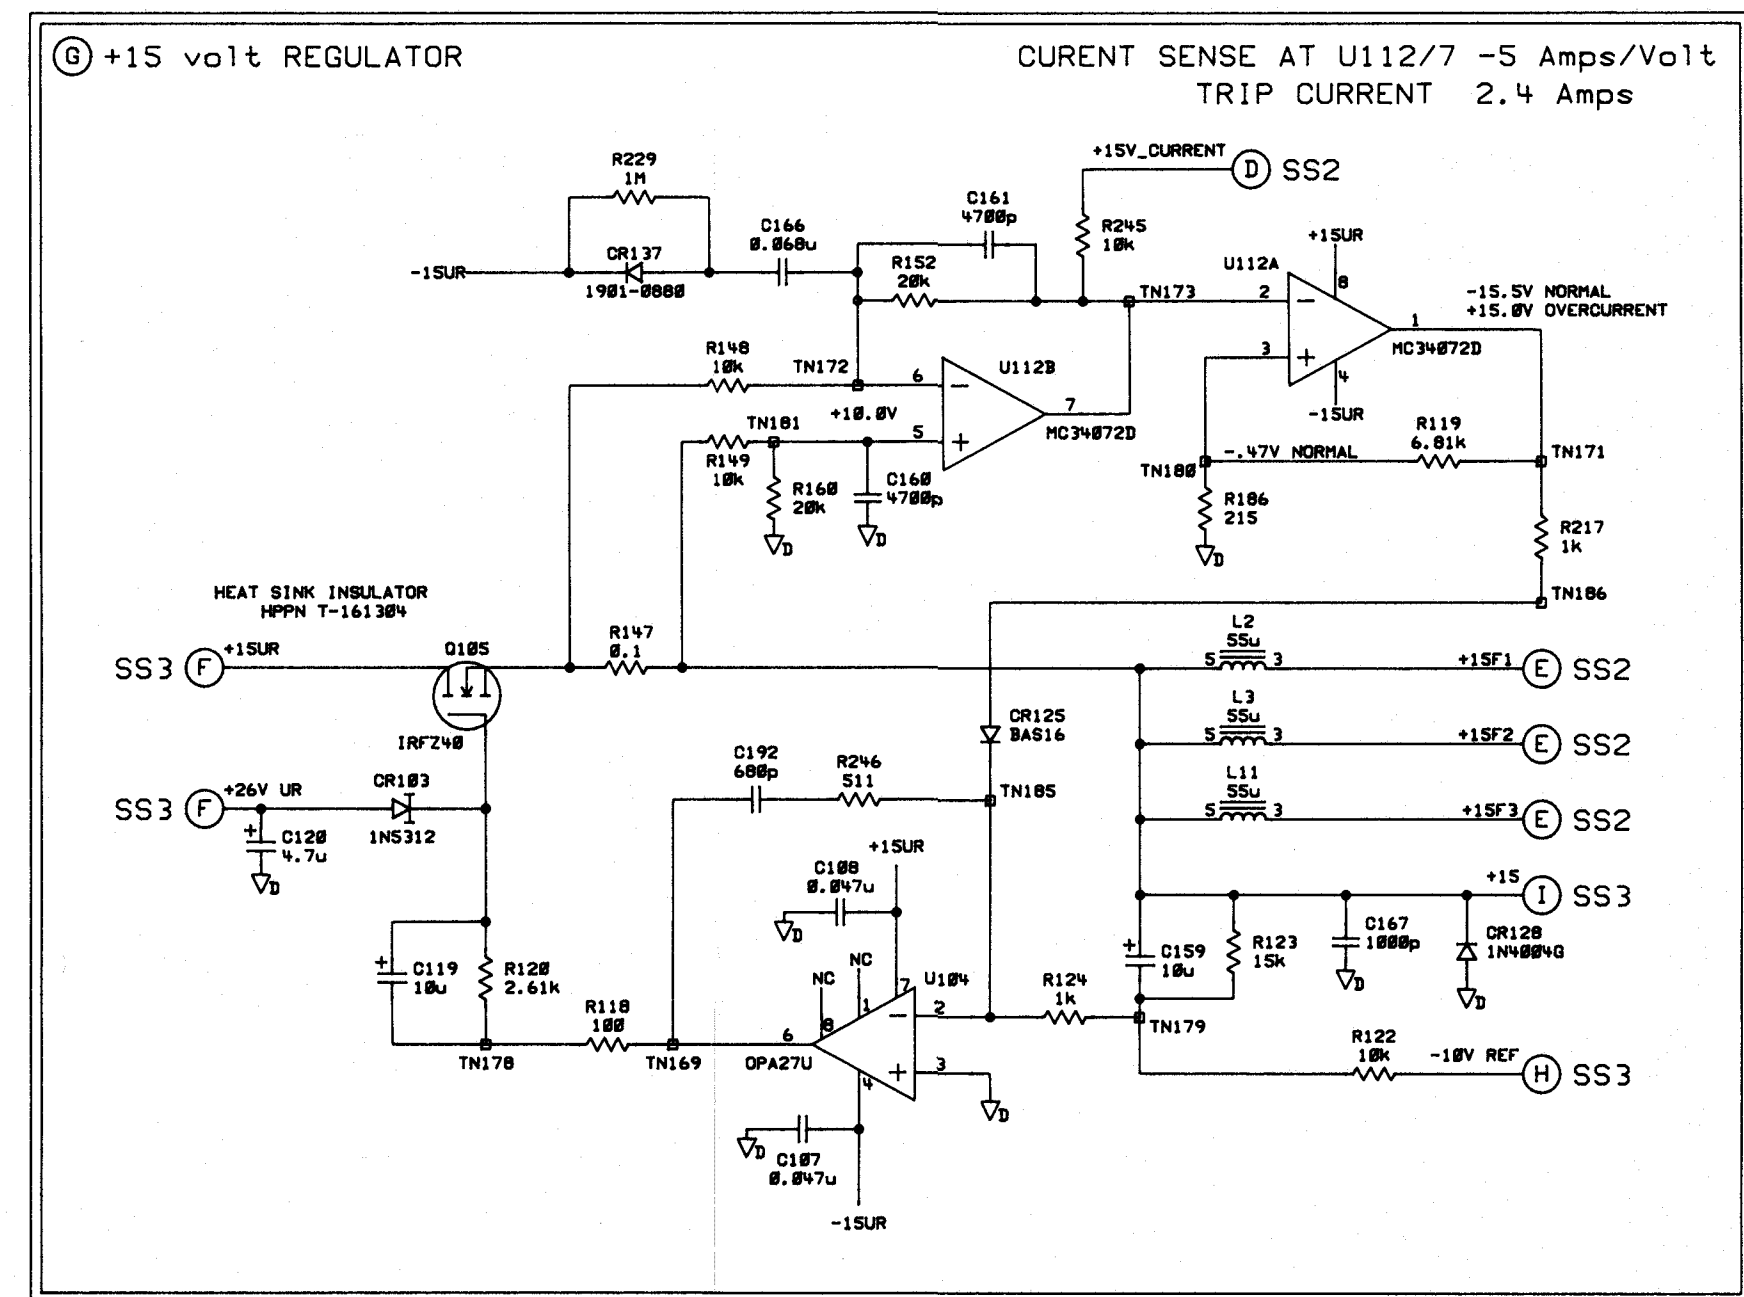 G +15 volt REGULATOR
CURENT SENSE AT U112/7 -5 Amps/Volt
TRIP CURRENT 2.4 Amps
R229
1M
+15V_CURRENT
D SS2
C161
4700p
C166
0.068u
R245
10k
+15UR
CR137
-15UR
1901-0880
R152
20k
U112A
8
TN173
2
-15.5V NORMAL
+15.0V OVERCURRENT
1
MC34072D
R148
10k
TN172
6
U112B
3
4
-15UR
+10.0V
7
MC34072D
TN181
5
R119
6.81k
R149
10k
TN180
-.47V NORMAL
TN171
R160
20k
C160
4700p
R186
215
D
D
D
R217
1k
TN186
HEAT SINK INSULATOR
HPPN T-161304
SS3 F +15UR
Q105
R147
0.1
L2
55u
5 3
+15F1 E SS2
IRFZ40
CR125
BAS16
L3
55u
5 3
+15F2 E SS2
SS3 F +26V UR
CR103
1N5312
C192
680p
R246
511
TN185
L11
55u
5 3
+15F3 E SS2
+ C120
4.7u
D
+15UR
C108
0.047u
D
+15 I SS3
+ C119
10u
R120
2.61k
NC
NC
7
U104
+ C159
10u
R123
15k
C167
1000p
D
CR128
1N4004G
D
R118
100
1
8
2
R124
1k
TN179
TN178
TN169
6
OPA27U
4
3
D
R122
10k
-10V REF H SS3
D
C107
0.047u
-15UR